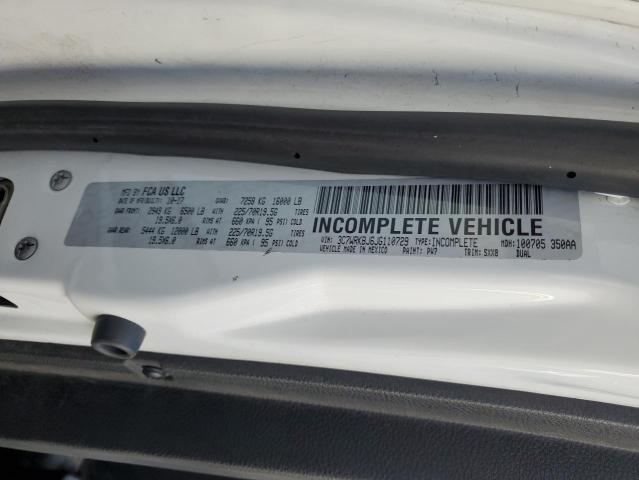 MFD BY FCA US LLC
DATE OF MFR 10-17 GVWR: 7258 KG 16000 LB
GAWR FRONT: 2949 KG 6500 LB WITH 225/70R19.5G TIRES
19.5X6.0 RIMS AT 660 KPA ( 95 PSI) COLD
GAWR REAR: 5444 KG 12000 LB WITH 225/70R19.5G TIRES
19.5X6.0 RIMS AT 660 KPA ( 95 PSI) COLD
INCOMPLETE VEHICLE
VIN: 3C7WRKBJ6JG110729 TYPE: INCOMPLETE MDH: 100705 350AA
VEHICLE MADE IN MEXICO PAINT: PW7 TRIM: SXX8 DUAL